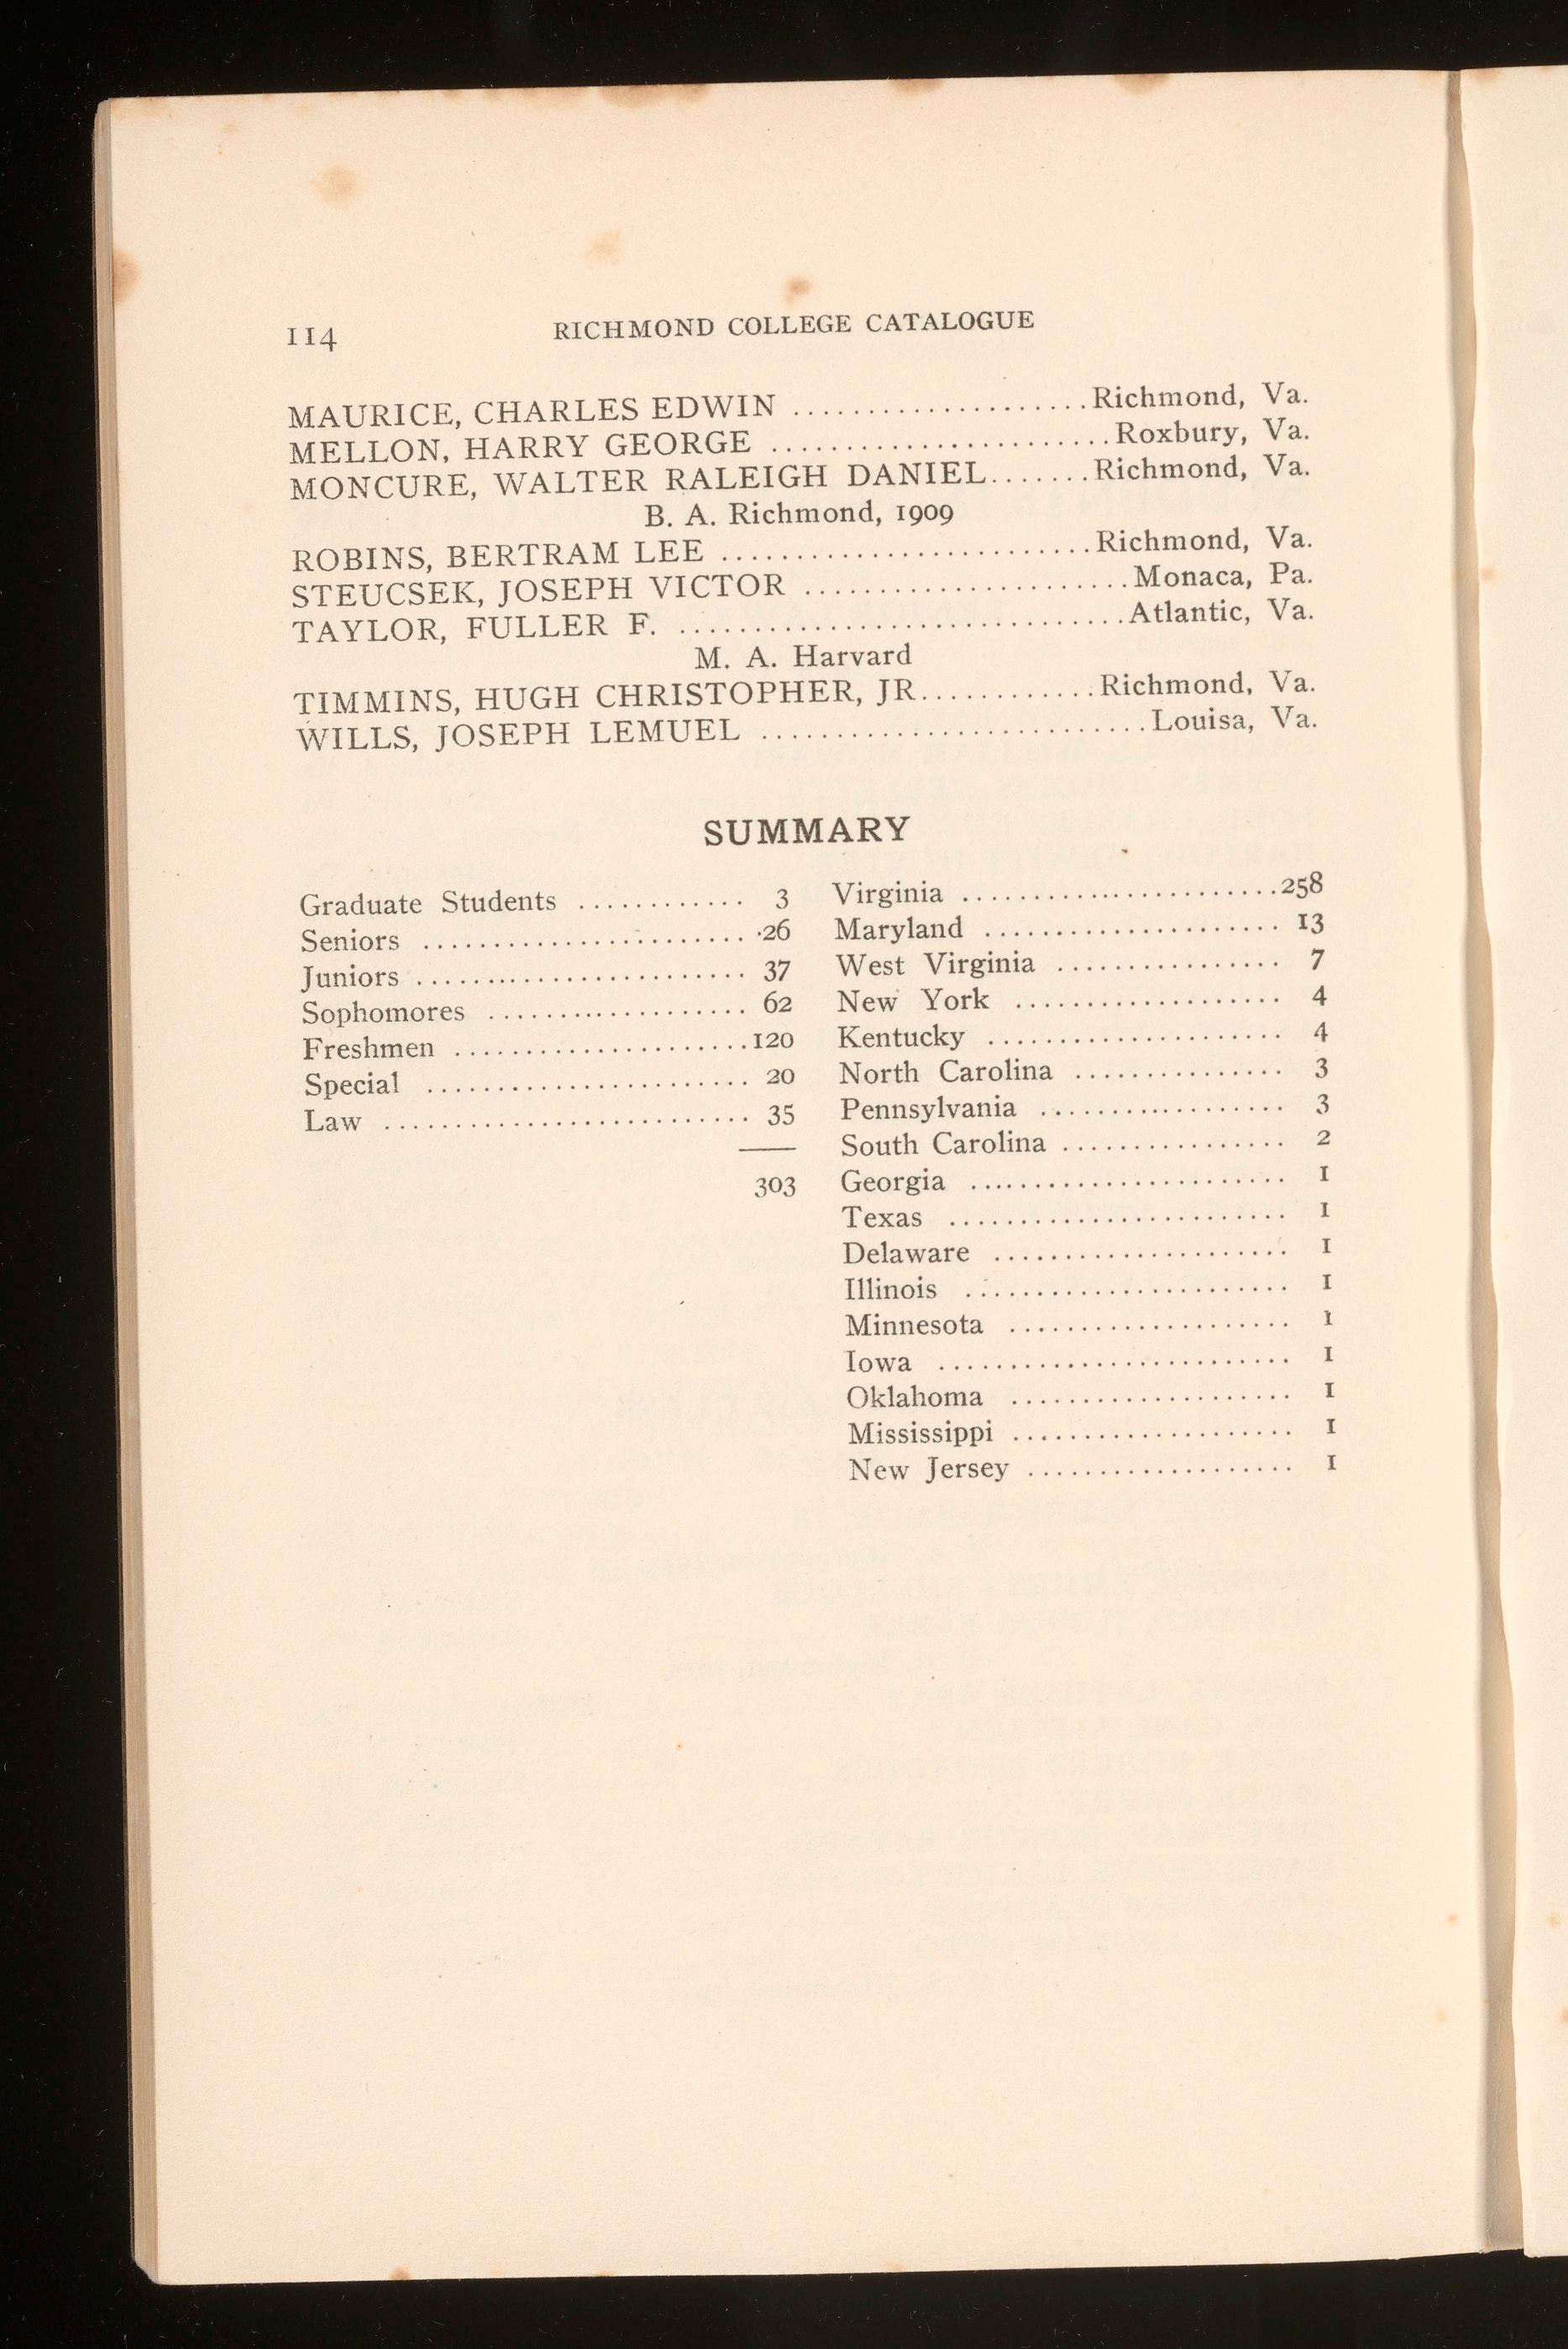 114 RICHMOND COLLEGE CATALOGUE
MAURICE, CHARLES EDWIN ....................Richmond, Va.
MELLON, HARRY GEORGE .......................Roxbury, Va.
MONCURE, WALTER RALEIGH DANIEL.......Richmond, Va.
B. A. Richmond, 1909
ROBINS, BERTRAM LEE .........................Richmond, Va.
STEUCSEK, JOSEPH VICTOR ......................Monaca, Pa.
TAYLOR, FULLER F. ..............................Atlantic, Va.
M. A. Harvard
TIMMINS, HUGH CHRISTOPHER, JR............Richmond, Va.
WILLS, JOSEPH LEMUEL ..........................Louisa, Va.
SUMMARY
Graduate Students ............ 3
Seniors ....................... 26
Juniors ........................ 37
Sophomores ................... 62
Freshmen .....................120
Special ....................... 20
Law .......................... 35
303
Virginia .......................258
Maryland ..................... 13
West Virginia ................ 7
New York ................... 4
Kentucky ..................... 4
North Carolina ............... 3
Pennsylvania .................. 3
South Carolina ................ 2
Georgia ....................... 1
Texas ........................ 1
Delaware ..................... 1
Illinois ....................... 1
Minnesota .................... 1
Iowa ......................... 1
Oklahoma .................... 1
Mississippi .................... 1
New Jersey ................... 1